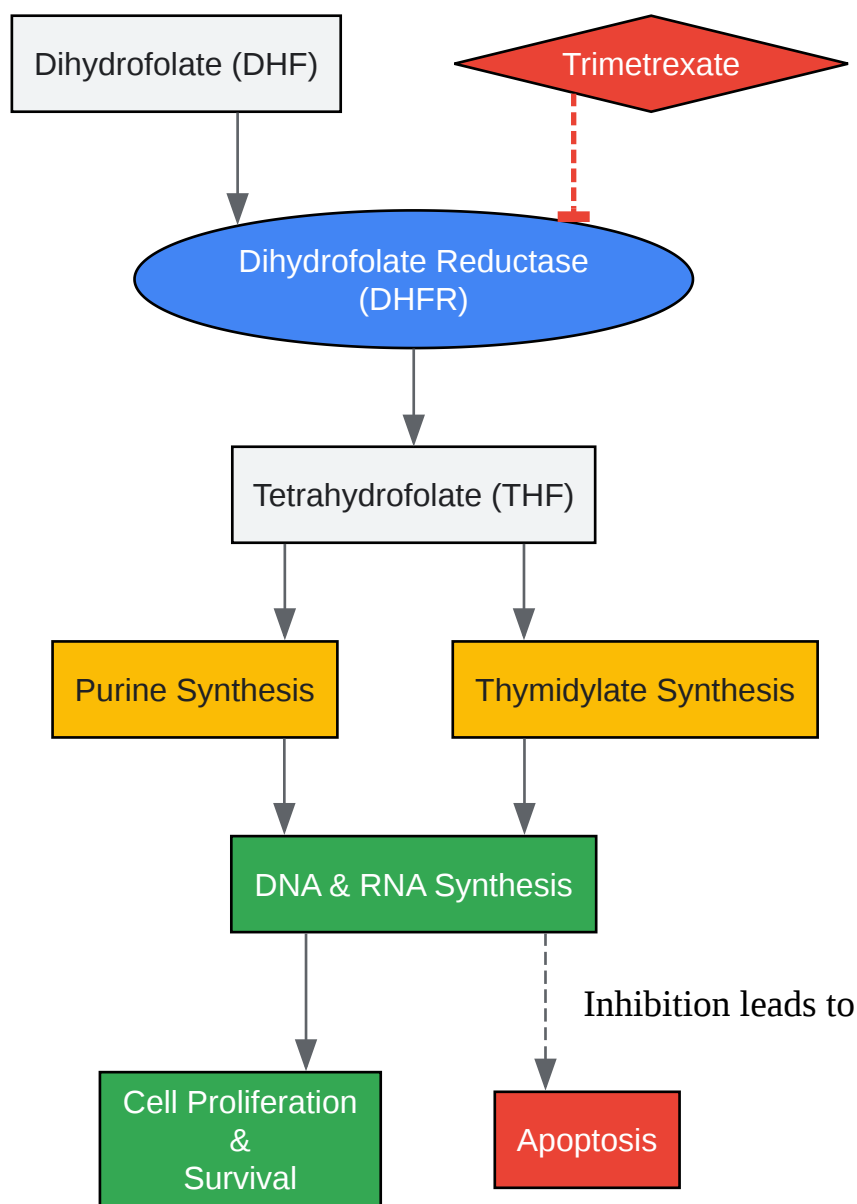 Dihydrofolate (DHF)
Trimetrexate
Dihydrofolate Reductase
(DHFR)
Tetrahydrofolate (THF)
Purine Synthesis
Thymidylate Synthesis
DNA & RNA Synthesis
Inhibition leads to
Cell Proliferation
&
Survival
Apoptosis